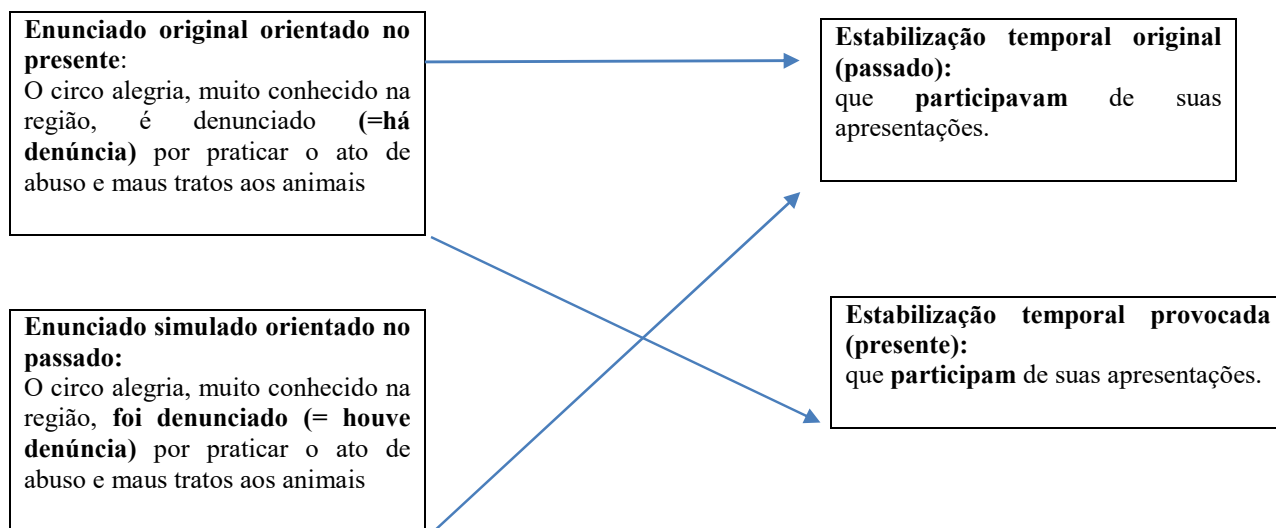 Enunciado original orientado no
presente:
O circo alegria, muito conhecido na
região, é denunciado (=há
denúncia) por praticar o ato de
abuso e maus tratos aos animais
Estabilização temporal original
(passado):
que participavam de suas
apresentações.
Enunciado simulado orientado no
passado:
O circo alegria, muito conhecido na
região, foi denunciado (= houve
denúncia) por praticar o ato de
abuso e maus tratos aos animais
Estabilização temporal provocada
(presente):
que participam de suas apresentações.